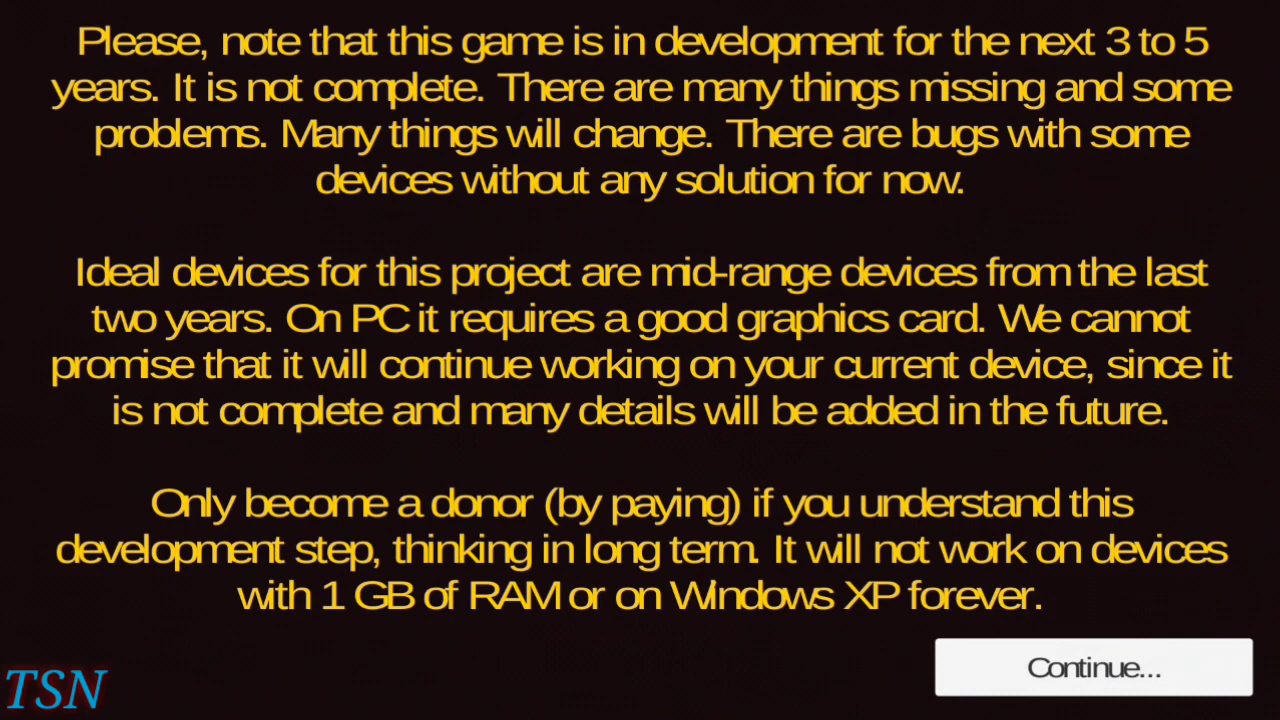 Please, note that this game is in development for the next 3 to 5
years. It is not complete. There are many things missing and some
problems. Many things will change. There are bugs with some
devices without any solution for now.
Ideal devices for this project are mid-range devices from the last
two years. On PC it requires a good graphics card. We cannot
promise that it will continue working on your current device, since it
is not complete and many details will be added in the future.
Only become a donor (by paying) if you understand this
development step, thinking in long term. It will not work on devices
with 1 GB of RAM or on Windows XP forever.
Continue...
TSN